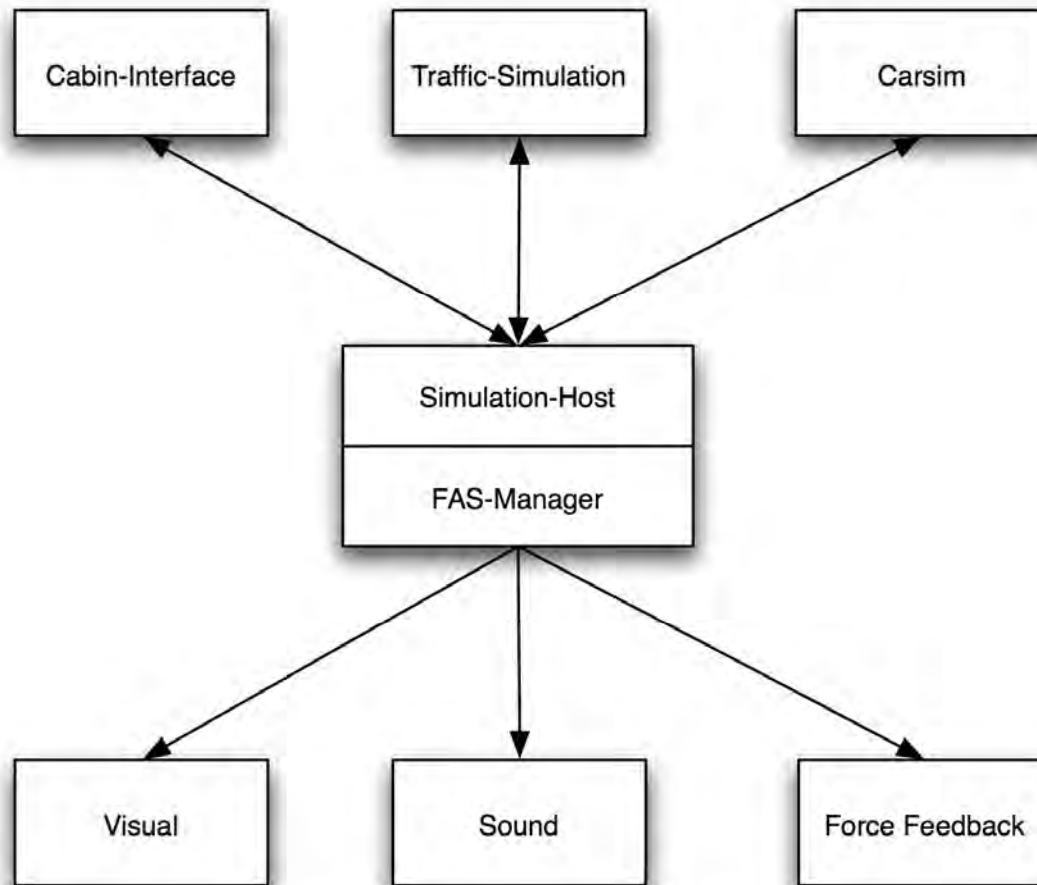 Cabin-Interface
Traffic-Simulation
Carsim
Simulation-Host
FAS-Manager
Visual
Sound
Force Feedback